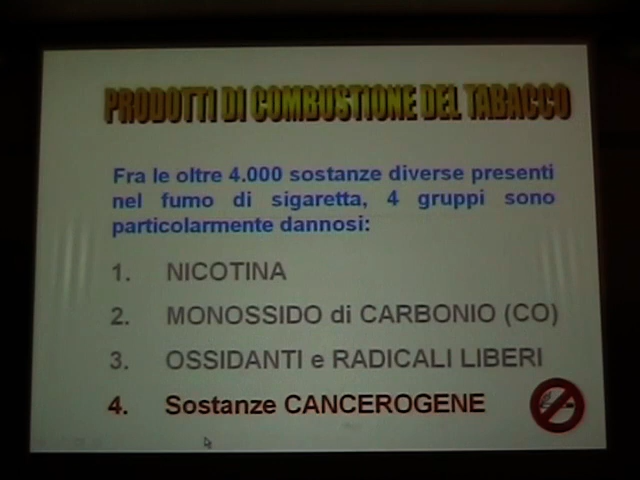 PRODOTTI DI COMBUSTIONE DEL TABACCO
Fra le oltre 4.000 sostanze diverse presenti
nel fumo di sigaretta, 4 gruppi sono
particolarmente dannosi:
1. NICOTINA
2. MONOSSIDO di CARBONIO (CO)
3. OSSIDANTI e RADICALI LIBERI
4. Sostanze CANCEROGENE